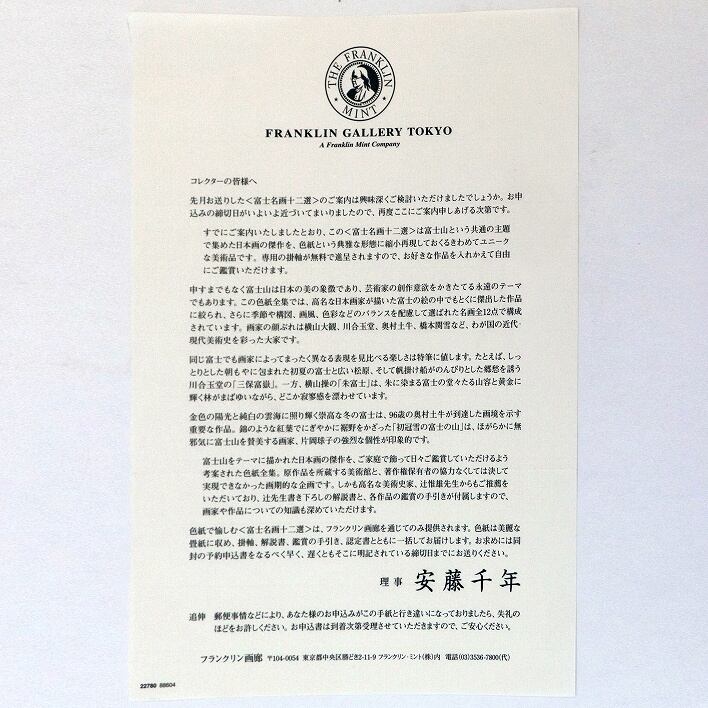 THE FRANKLIN MINT
FRANKLIN GALLERY TOKYO
A Franklin Mint Company
コレクターの皆様へ
先月お送りした<富士名画十二選>のご案内は興味深くご検討いただけましたでしょうか。お申
込みの締切日がいよいよ近づいてまいりましたので、再度ここにご案内申しあげる次第です。
すでにご案内いたしましたとおり、この<富士名画十二選>は富士山という共通の主題
で集めた日本画の傑作を、色紙という典雅な形態に縮小再現しておくるきわめてユニーク
な美術品です。専用の掛軸が無料で進呈されますので、お好きな作品を入れかえて自由
にご鑑賞いただけます。
申すまでもなく富士山は日本の美の象徴であり、芸術家の創作意欲をかきたてる永遠のテーマ
でもあります。この色紙全集では、高名な日本画家が描いた富士の絵の中でもとくに傑出した作品
に絞られ、さらに季節や構図、画風、色彩などのバランスを配慮して選ばれた名画全12点で構成
されています。画家の顔ぶれは横山大観、川合玉堂、奥村土牛、橋本関雪など、わが国の近代・
現代美術史を彩った大家です。
同じ富士でも画家によってまったく異なる表現を見比べる楽しさは特筆に値します。たとえば、しっ
とりとした朝もやに包まれた初夏の富士と広い松原、そして帆掛け船がのんびりとした郷愁を誘う
川合玉堂の「三保富嶽」。一方、横山操の「朱富士」は、朱に染まる富士の堂々たる山容と黄金に
輝く林がまばゆいながら、どこか寂寥感を漂わせています。
金色の陽光と純白の雲海に照り輝く崇高な冬の富士は、96歳の奥村土牛が到達した画境を示す
重要な作品。錦のような紅葉でにぎやかに裾野をかざった「初冠雪の富士の山」は、ほがらかに無
邪気に富士山を賛美する画家、片岡球子の強烈な個性が印象的です。
富士山をテーマに描かれた日本画の傑作を、ご家庭で飾って日々ご鑑賞していただけるよう
考案された色紙全集。原作品を所蔵する美術館と、著作権保有者の協力なくしては決して
実現できなかった画期的な企画です。しかも高名な美術史家、辻惟雄先生からもご推薦を
いただいており、辻先生書き下ろしの解説書と、各作品の鑑賞の手引きが付属しますので、
画家や作品についての知識も深めていただけます。
色紙で愉しむ<富士名画十二選>は、フランクリン画廊を通じてのみ提供されます。色紙は美麗な
畳紙に収め、掛軸、解説書、鑑賞の手引き、認定書とともに一括してお届けします。お求めには同
封の予約申込書をなるべく早く、遅くともそこに明記されている締切日までにお送りください。
理事 安藤千年
追伸 郵便事情などにより、あなた様のお申込みがこの手紙と行き違いになっておりましたら、失礼の
ほどをお許しください。お申込書は到着次第受理させていただきますので、ご安心ください。
フランクリン画廊 〒104-0054 東京都中央区勝どき2-11-9 フランクリン・ミント(株)内 電話(03)3536-7800(代)
22780 88604